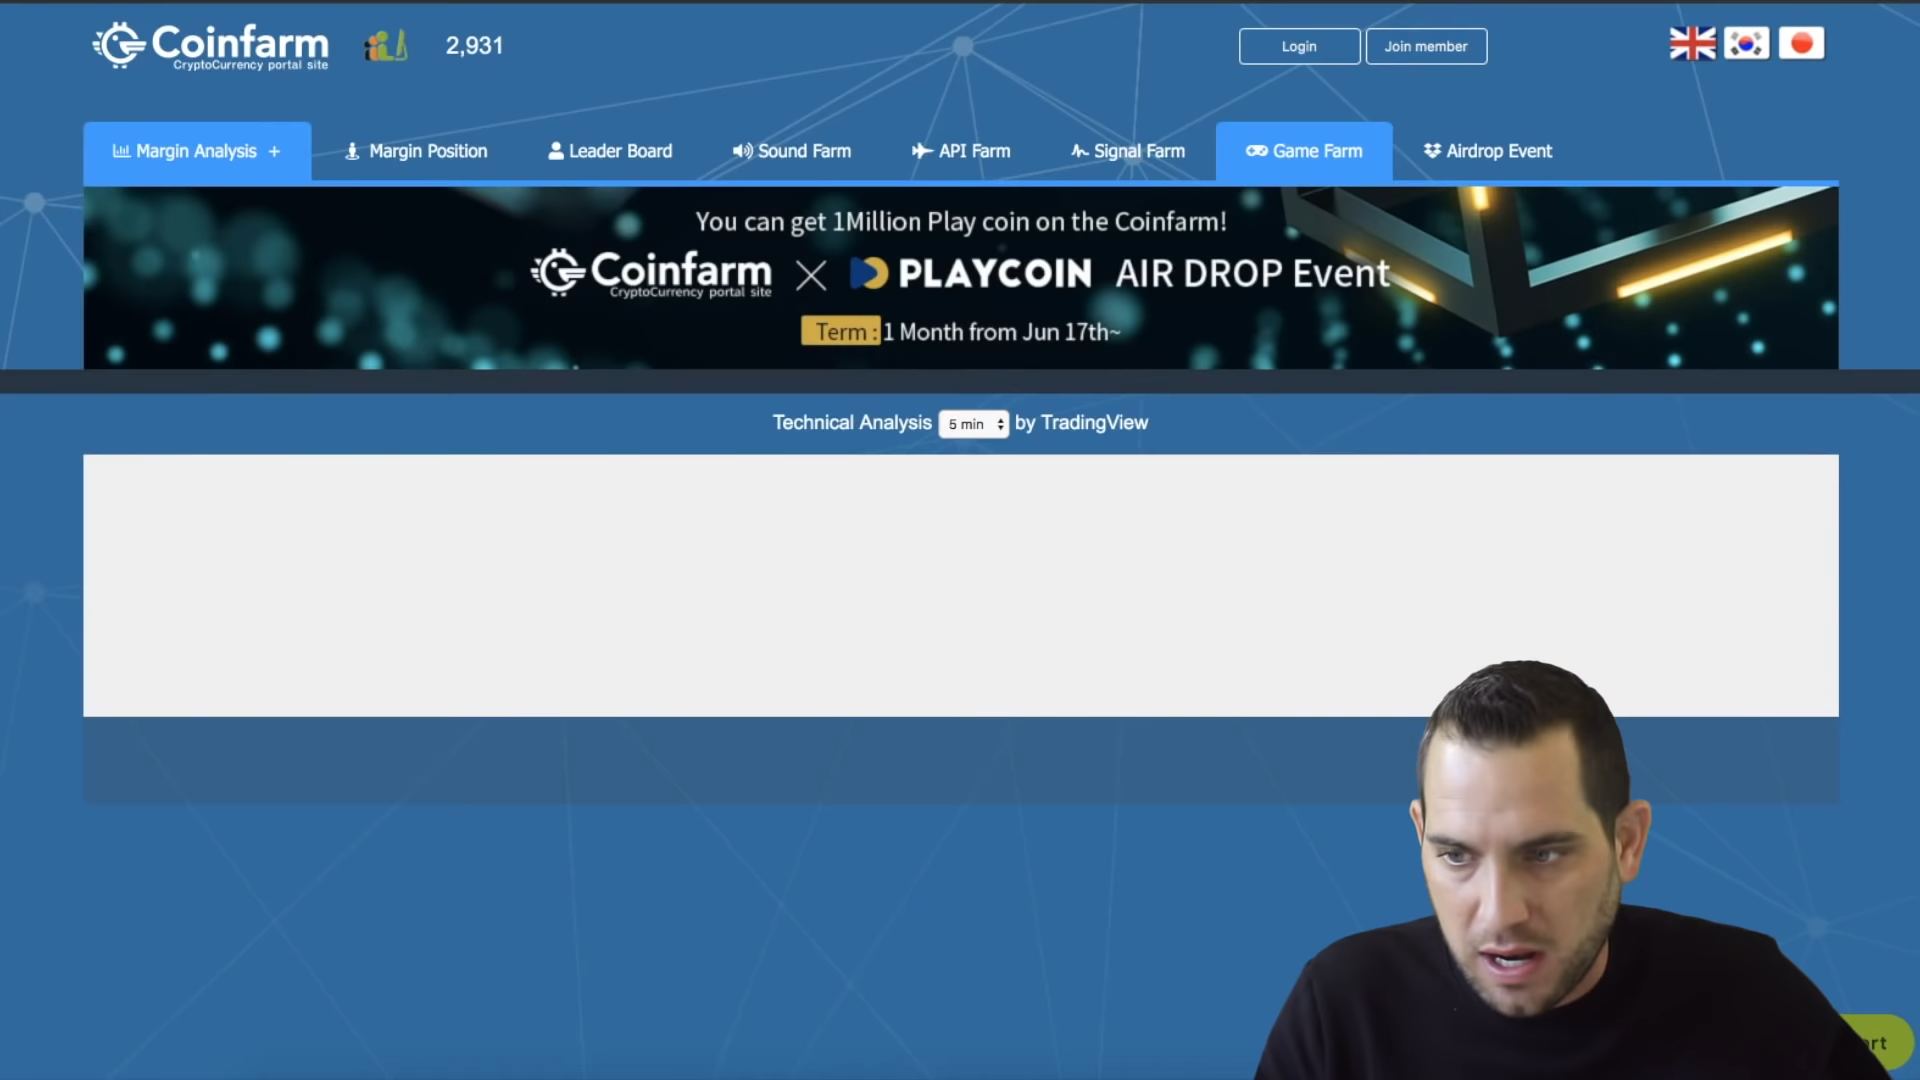 Coinfarm
CryptoCurrency portal site
2,931
Login
Join member
Margin Analysis +
Margin Position
Leader Board
Sound Farm
API Farm
Signal Farm
Game Farm
Airdrop Event
You can get 1Million Play coin on the Coinfarm!
Coinfarm
CryptoCurrency portal site
PLAYCOIN AIR DROP Event
Term : 1 Month from Jun 17th~
Technical Analysis 5 min by TradingView